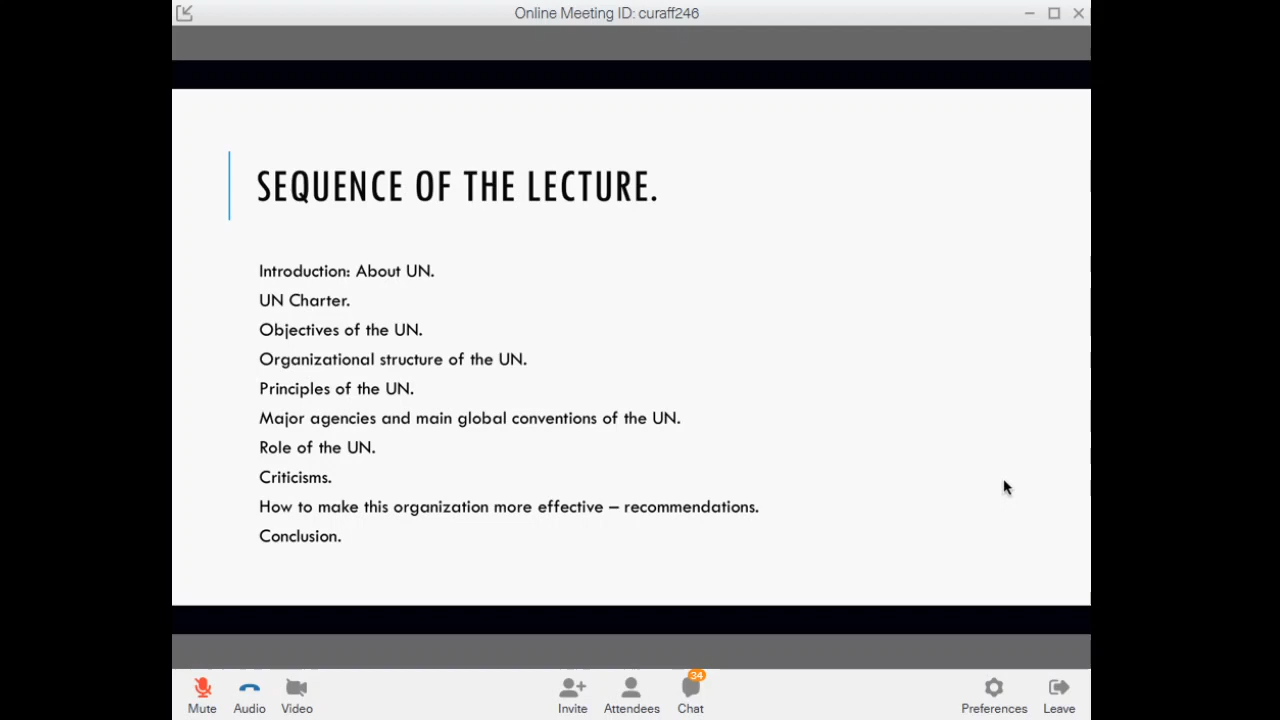 Online Meeting ID: curaff246
SEQUENCE OF THE LECTURE.
Introduction: About UN.
UN Charter.
Objectives of the UN.
Organizational structure of the UN.
Principles of the UN.
Major agencies and main global conventions of the UN.
Role of the UN.
Criticisms.
How to make this organization more effective – recommendations.
Conclusion.
34
Mute Audio Video Invite Attendees Chat Preferences Leave